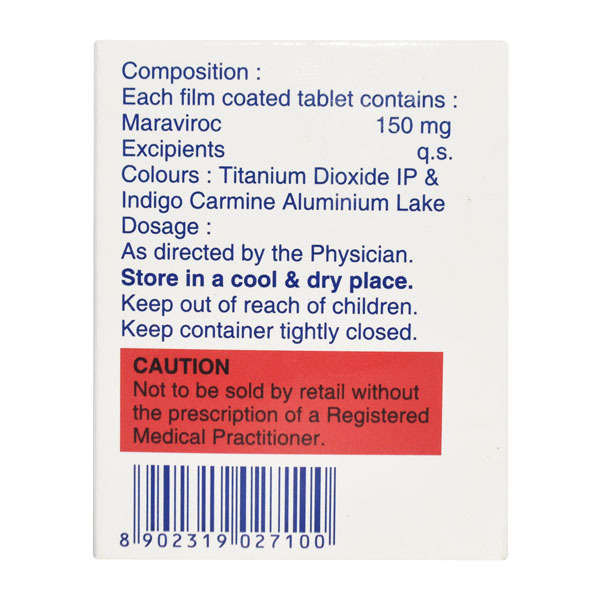 Composition :
Each film coated tablet contains :
Maraviroc 150 mg
Excipients q.s.
Colours : Titanium Dioxide IP &
Indigo Carmine Aluminium Lake
Dosage :
As directed by the Physician.
Store in a cool & dry place.
Keep out of reach of children.
Keep container tightly closed.
CAUTION
Not to be sold by retail without
the prescription of a Registered
Medical Practitioner.
8 902319 027100